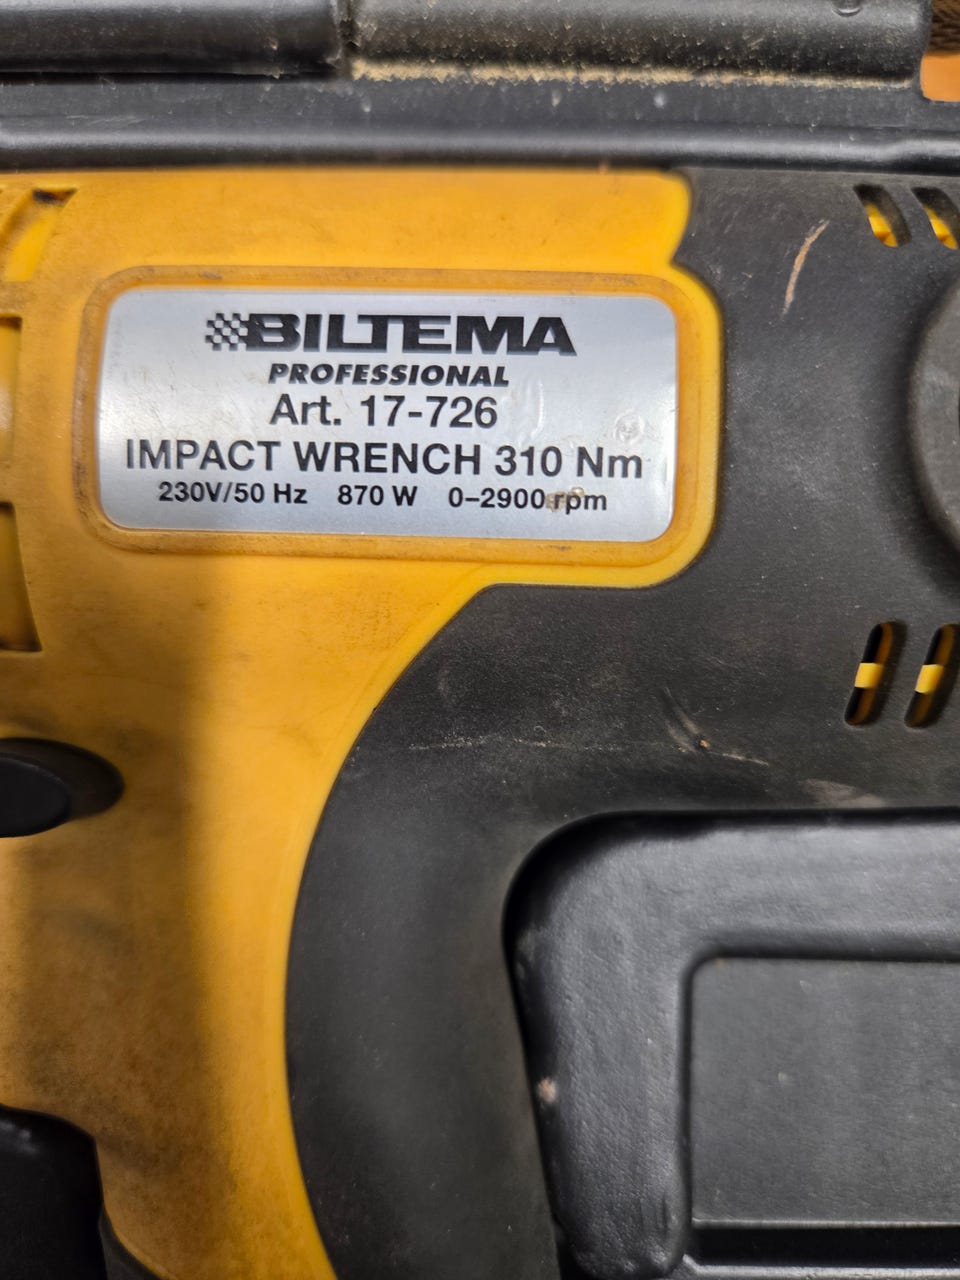 BILTEMA
PROFESSIONAL
Art. 17-726
IMPACT WRENCH 310 Nm
230V/50 Hz 870 W 0–2900 rpm